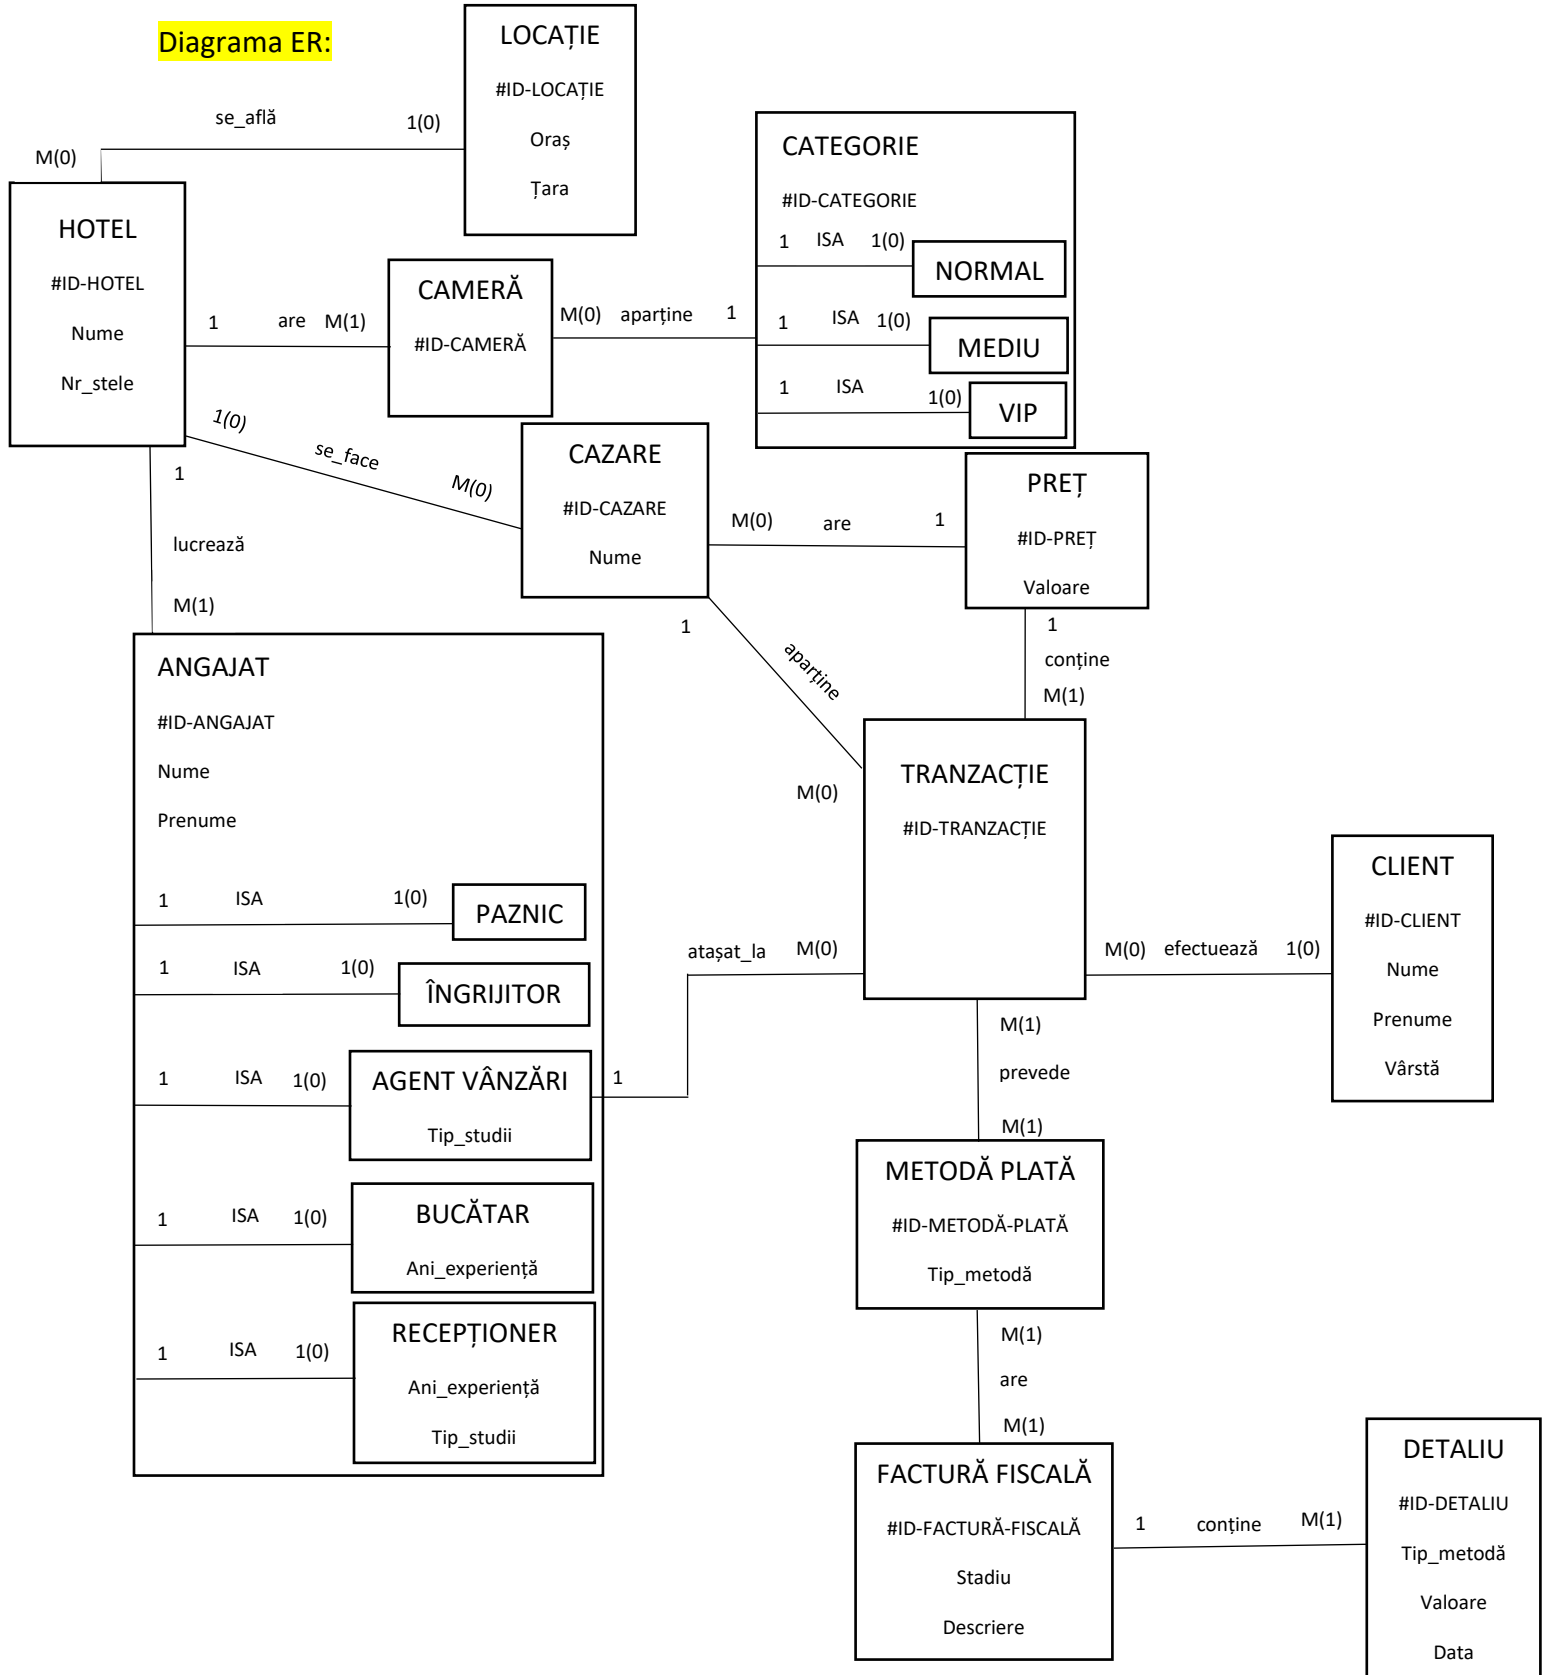 Diagrama ER:
LOCAȚIE
#ID-LOCAȚIE
Oraș
Țara
se_află
1(0)
M(0)
HOTEL
#ID-HOTEL
Nume
Nr_stele
1
are
M(1)
CAMERĂ
#ID-CAMERĂ
M(0)
aparține
1
CATEGORIE
#ID-CATEGORIE
1
ISA
1(0)
NORMAL
1
ISA
1(0)
MEDIU
1
ISA
1(0)
VIP
1(0)
se_face
M(0)
CAZARE
#ID-CAZARE
Nume
M(0)
are
1
PREȚ
#ID-PREȚ
Valoare
1
lucrează
M(1)
1
aparține
M(0)
1
conține
M(1)
ANGAJAT
#ID-ANGAJAT
Nume
Prenume
1
ISA
1(0)
PAZNIC
1
ISA
1(0)
ÎNGRIJITOR
1
ISA
1(0)
AGENT VÂNZĂRI
Tip_studii
1
ISA
1(0)
BUCĂTAR
Ani_experiență
1
ISA
1(0)
RECEPȚIONER
Ani_experiență
Tip_studii
1
atașat_la
M(0)
TRANZACȚIE
#ID-TRANZACȚIE
M(0)
efectuează
1(0)
CLIENT
#ID-CLIENT
Nume
Prenume
Vârstă
M(1)
prevede
M(1)
METODĂ PLATĂ
#ID-METODĂ-PLATĂ
Tip_metodă
M(1)
are
M(1)
FACTURĂ FISCALĂ
#ID-FACTURĂ-FISCALĂ
Stadiu
Descriere
1
conține
M(1)
DETALIU
#ID-DETALIU
Tip_metodă
Valoare
Data